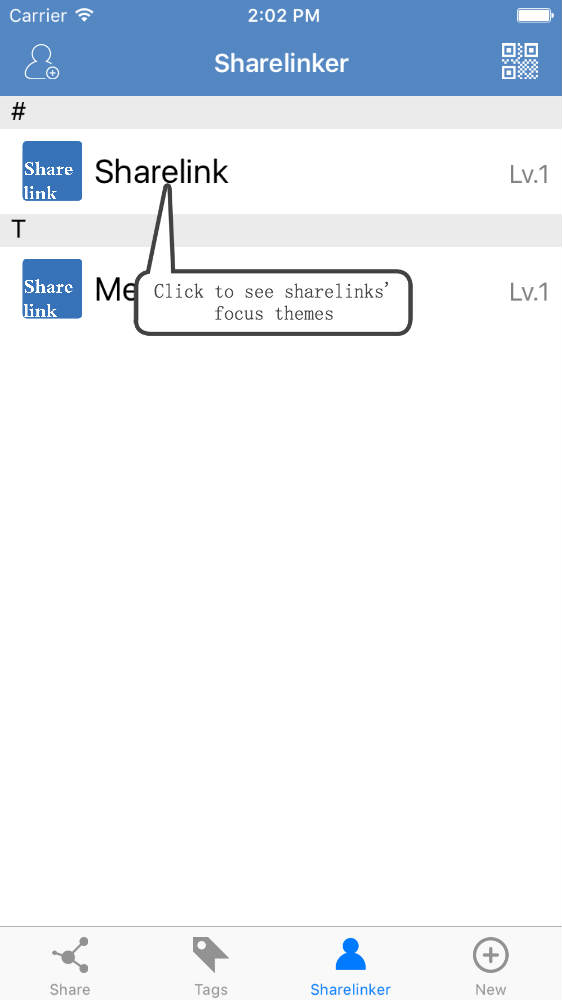 Carrier 2:02 PM
Sharelinker
#
Share
link
Sharelink Lv.1
T
Share
link
Me Lv.1
Click to see sharelinks'
focus themes
Share Tags Sharelinker New